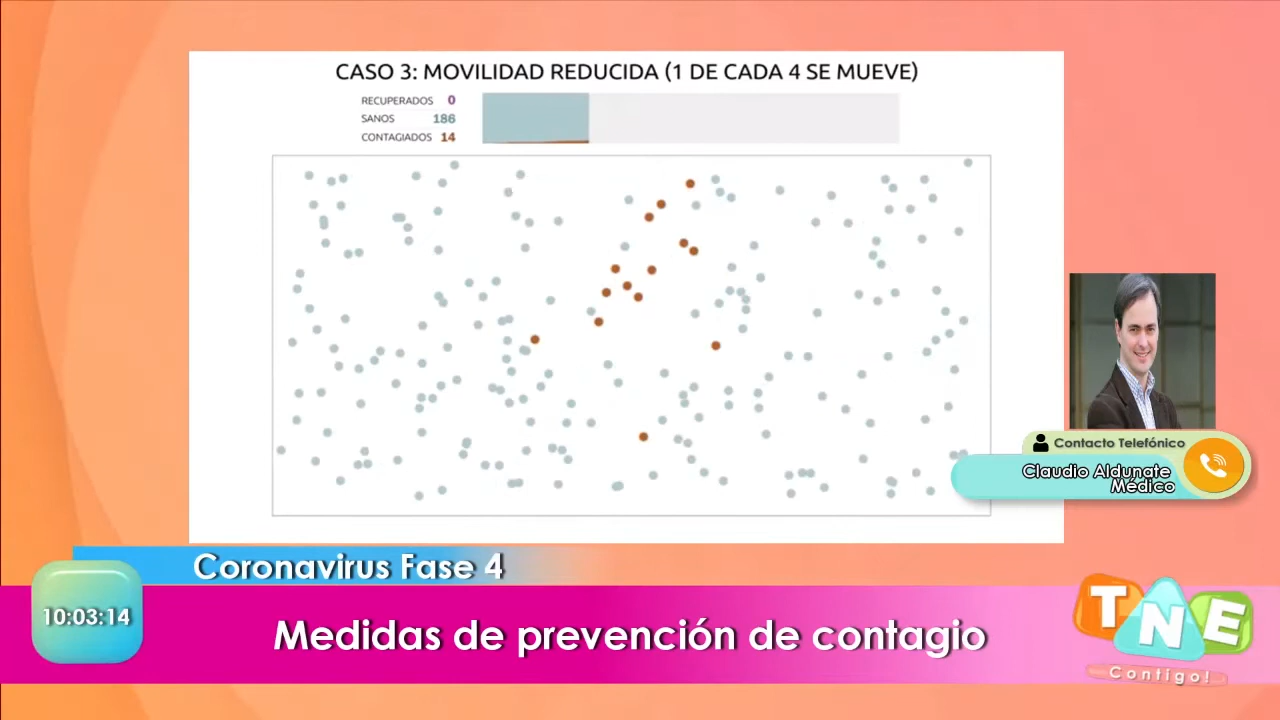 CASO 3: MOVILIDAD REDUCIDA (1 DE CADA 4 SE MUEVE)
RECUPERADOS 0
SANOS 186
CONTAGIADOS 14
Contacto Telefónico
Claudio Aldunate
Médico
Coronavirus Fase 4
10:03:14
Medidas de prevención de contagio
TNE
Contigo!